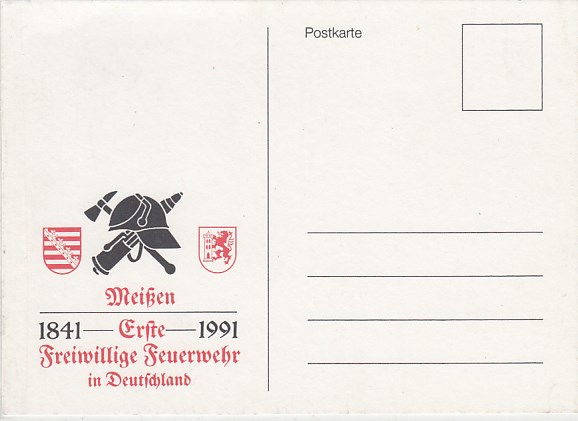 Postkarte
Meißen
1841 — Erste — 1991
Freiwillige Feuerwehr
in Deutschland